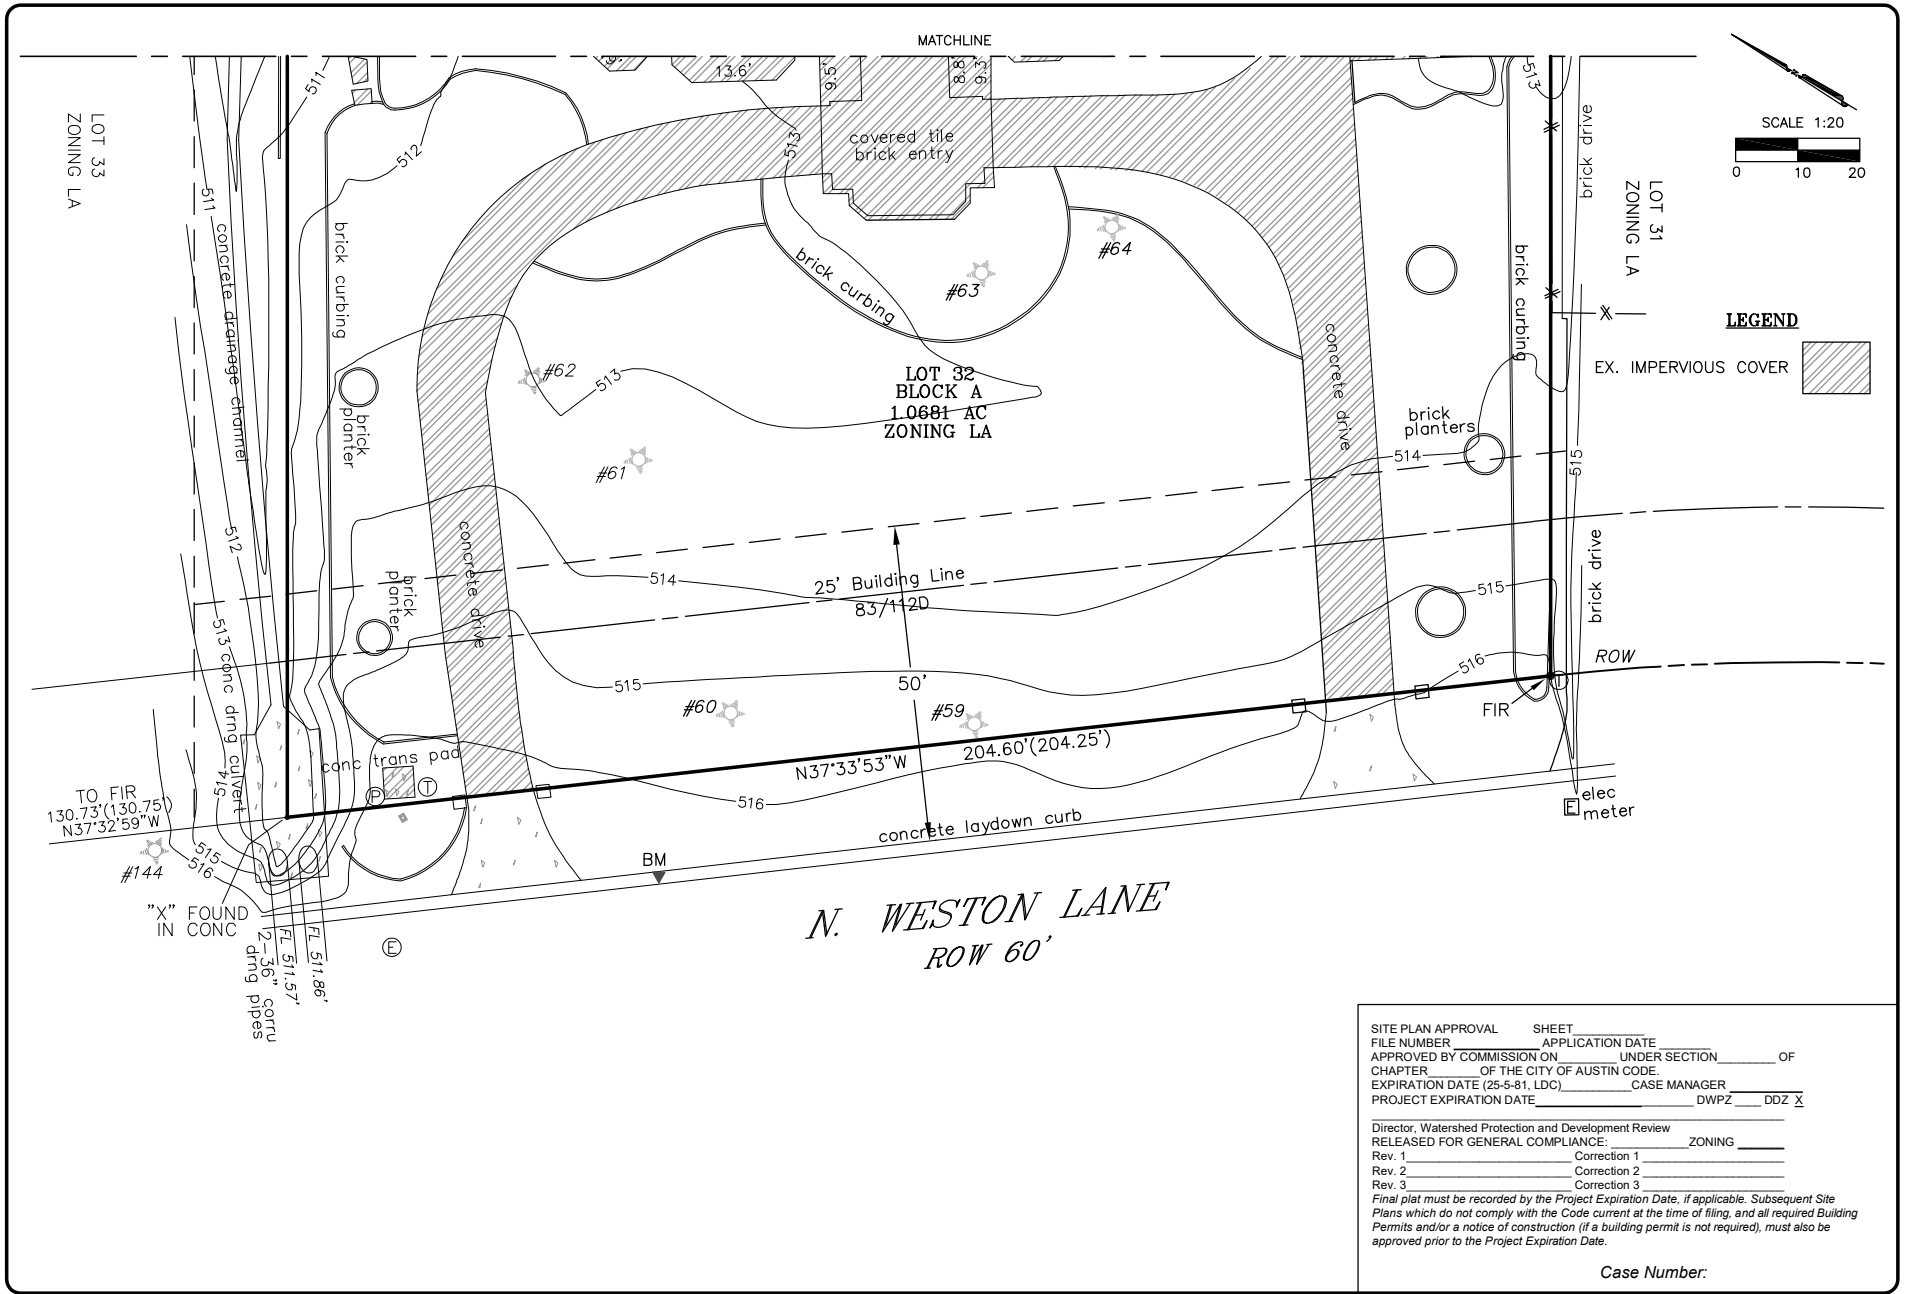 MATCHLINE
13.6'
9.5'
8.8'
9.3'
511
512
513
513
covered tile
brick entry
LOT 33
ZONING LA
511
concrete drainage channel
brick curbing
brick curbing
#64
#63
#62
513
#61
LOT 32
BLOCK A
1.0681 AC
ZONING LA
concrete drive
brick
planters
514
brick curbing
brick drive
515
LOT 31
ZONING LA
SCALE 1:20
0 10 20
LEGEND
EX. IMPERVIOUS COVER
brick
planter
512
concrete drive
brick
planter
514
25' Building Line
83/112D
50'
515
515
516
brick drive
ROW
FIR
513
conc drng culvert
514
#60
#59
conc trans pad
P
T
T
N37°33'53"W
204.60'(204.25')
516
TO FIR
130.73'(130.75')
N37°32'59"W
515
516
#144
concrete laydown curb
BM
E
elec
meter
"X" FOUND
IN CONC
FL 511.57'
FL 511.86'
2-36" corru
drng pipes
E
N. WESTON LANE
ROW 60'
SITE PLAN APPROVAL SHEET
FILE NUMBER APPLICATION DATE
APPROVED BY COMMISSION ON UNDER SECTION OF
CHAPTER OF THE CITY OF AUSTIN CODE.
EXPIRATION DATE (25-5-81, LDC) CASE MANAGER
PROJECT EXPIRATION DATE DWPZ DDZ X
Director, Watershed Protection and Development Review
RELEASED FOR GENERAL COMPLIANCE: ZONING
Rev. 1 Correction 1
Rev. 2 Correction 2
Rev. 3 Correction 3
Final plat must be recorded by the Project Expiration Date, if applicable. Subsequent Site
Plans which do not comply with the Code current at the time of filing, and all required Building
Permits and/or a notice of construction (if a building permit is not required), must also be
approved prior to the Project Expiration Date.
Case Number: